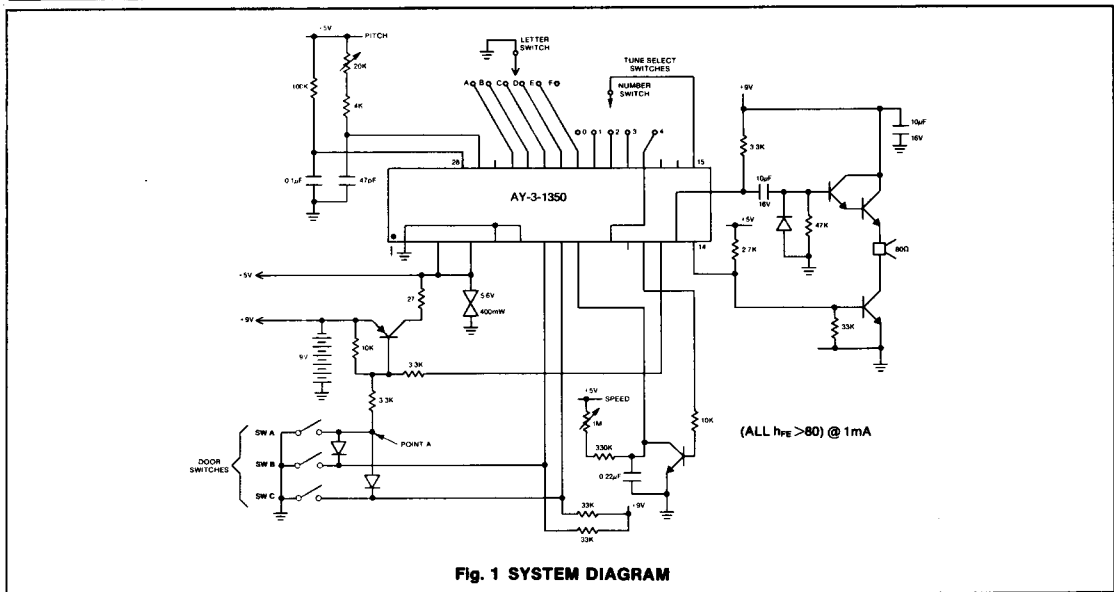 +5V
PITCH
20K
100K
4K
0.1µF
47pF
LETTER
SWITCH
A B C D E F
TUNE SELECT
SWITCHES
NUMBER
SWITCH
0 1 2 3 4
28
15
AY-3-1350
1
14
+9V
10µF
16V
3.3K
10µF
16V
47K
+5V
2.7K
80Ω
33K
+5V
27
5.6V
400mW
+9V
9V
10K
3.3K
3.3K
POINT A
SW A
DOOR
SWITCHES
SW B
SW C
+5V
SPEED
1M
330K
10K
0.22µF
+9V
33K
33K
(ALL hFE >80) @ 1mA
Fig. 1 SYSTEM DIAGRAM